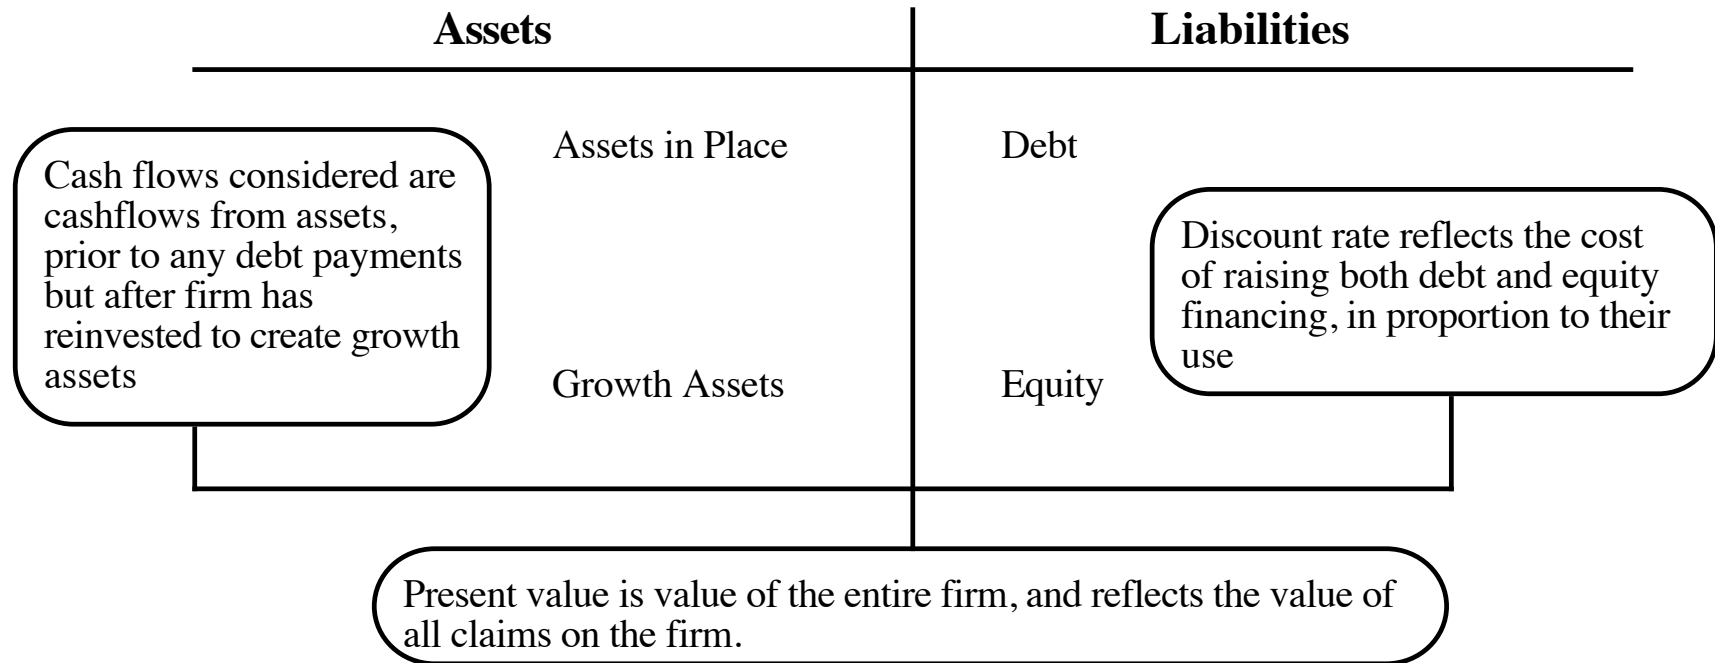 Assets
Liabilities
Assets in Place
Debt
Cash flows considered are
cashflows from assets,
prior to any debt payments
but after firm has
reinvested to create growth
assets
Discount rate reflects the cost
of raising both debt and equity
financing, in proportion to their
use
Growth Assets
Equity
Present value is value of the entire firm, and reflects the value of
all claims on the firm.